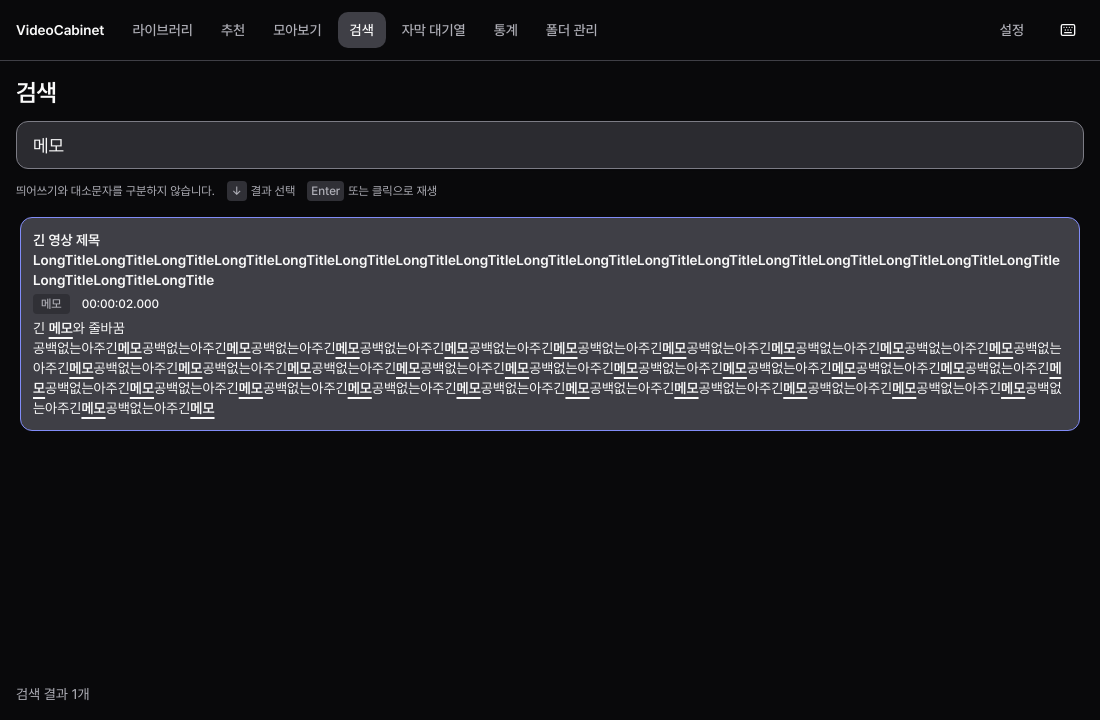 VideoCabinet 라이브러리 추천 모아보기 검색 자막 대기열 통계 폴더 관리 설정
검색
메모
띄어쓰기와 대소문자를 구분하지 않습니다. ↓ 결과 선택 Enter 또는 클릭으로 재생
긴 영상 제목
LongTitleLongTitleLongTitleLongTitleLongTitleLongTitleLongTitleLongTitleLongTitleLongTitleLongTitleLongTitleLongTitleLongTitleLongTitleLongTitleLongTitle
LongTitleLongTitleLongTitle
메모 00:00:02.000
긴 메모와 줄바꿈
공백없는아주긴메모공백없는아주긴메모공백없는아주긴메모공백없는아주긴메모공백없는아주긴메모공백없는아주긴메모공백없는아주긴메모공백없는아주긴메모공백없는아주긴메모공백없는
아주긴메모공백없는아주긴메모공백없는아주긴메모공백없는아주긴메모공백없는아주긴메모공백없는아주긴메모공백없는아주긴메모공백없는아주긴메모공백없는아주긴메모공백없는아주긴메
모공백없는아주긴메모공백없는아주긴메모공백없는아주긴메모공백없는아주긴메모공백없는아주긴메모공백없는아주긴메모공백없는아주긴메모공백없는아주긴메모공백없는아주긴메모공백없
는아주긴메모공백없는아주긴메모
검색 결과 1개